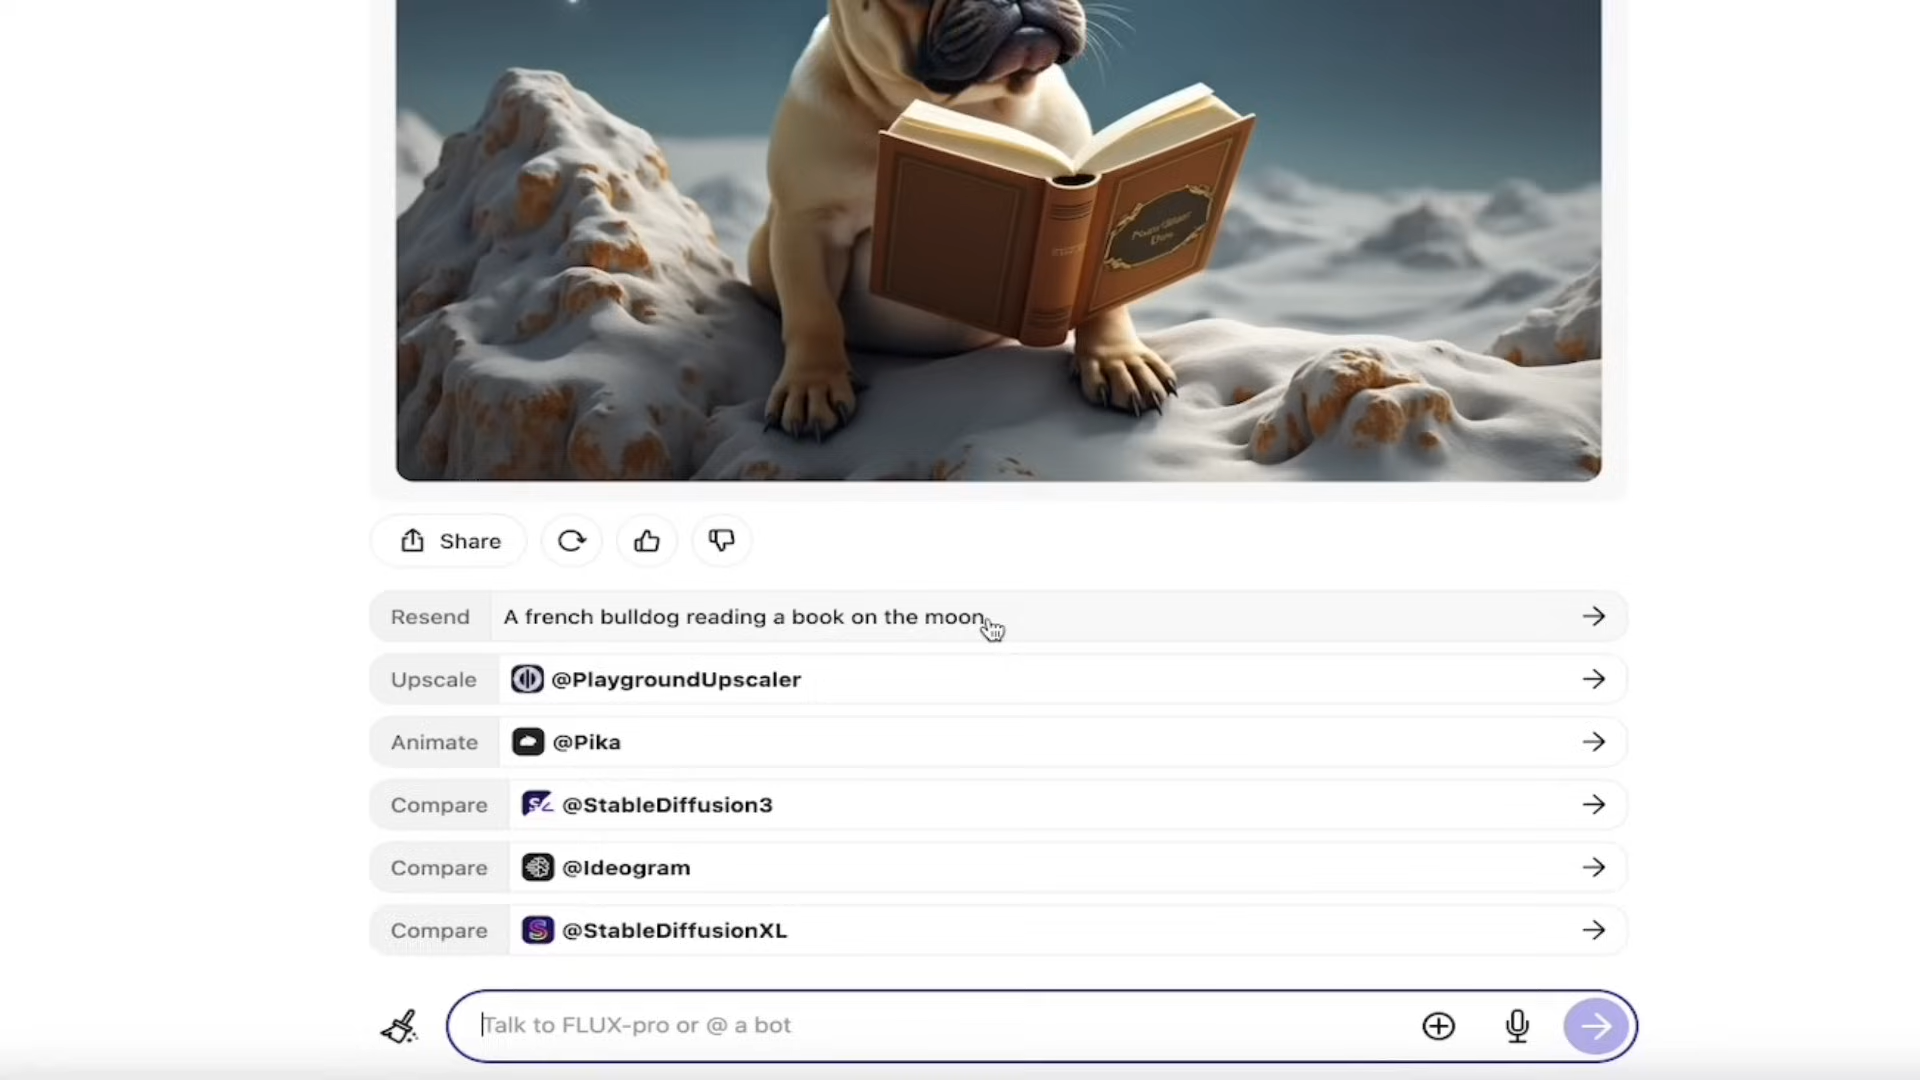 Share
Resend A french bulldog reading a book on the moon
Upscale @PlaygroundUpscaler
Animate @Pika
Compare @StableDiffusion3
Compare @Ideogram
Compare @StableDiffusionXL
Talk to FLUX-pro or @ a bot